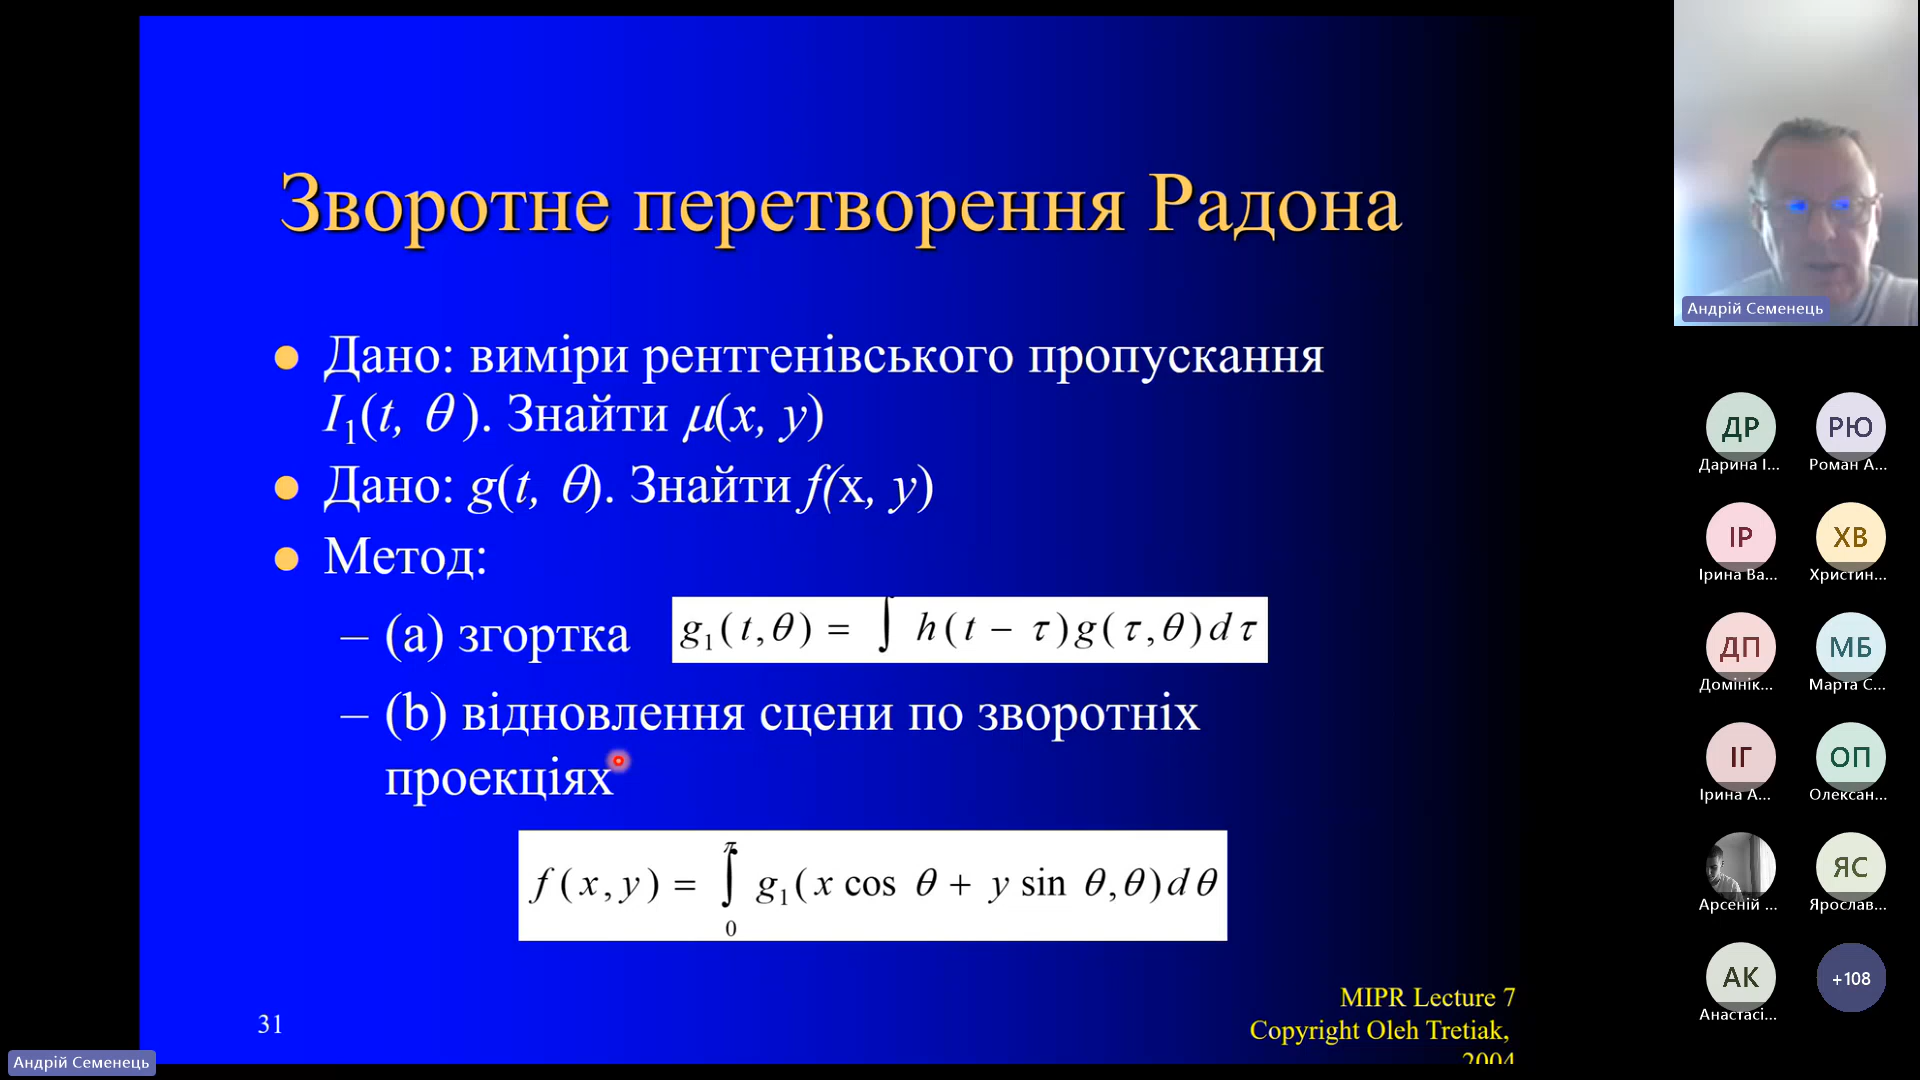 Зворотне перетворення Радона
Дано: виміри рентгенівського пропускання
I₁(t, θ). Знайти μ(x, y)
Дано: g(t, θ). Знайти f(x, y)
Метод:
– (a) згортка
g₁(t,θ) = ∫ h(t − τ)g(τ,θ)dτ
– (b) відновлення сцени по зворотніх
проекціях
f(x,y) = ∫₀^π g₁(x cos θ + y sin θ,θ)dθ
31
MIPR Lecture 7
Copyright Oleh Tretiak,
2004
Андрій Семенець
Андрій Семенець
ДР
РЮ
Дарина І...
Роман А...
ІР
ХВ
Ірина Ва...
Христин...
ДП
МБ
Домінік...
Марта С...
ІГ
ОП
Ірина А...
Олексан...
ЯС
Арсеній ...
Ярослав...
АК
+108
Анастасі...